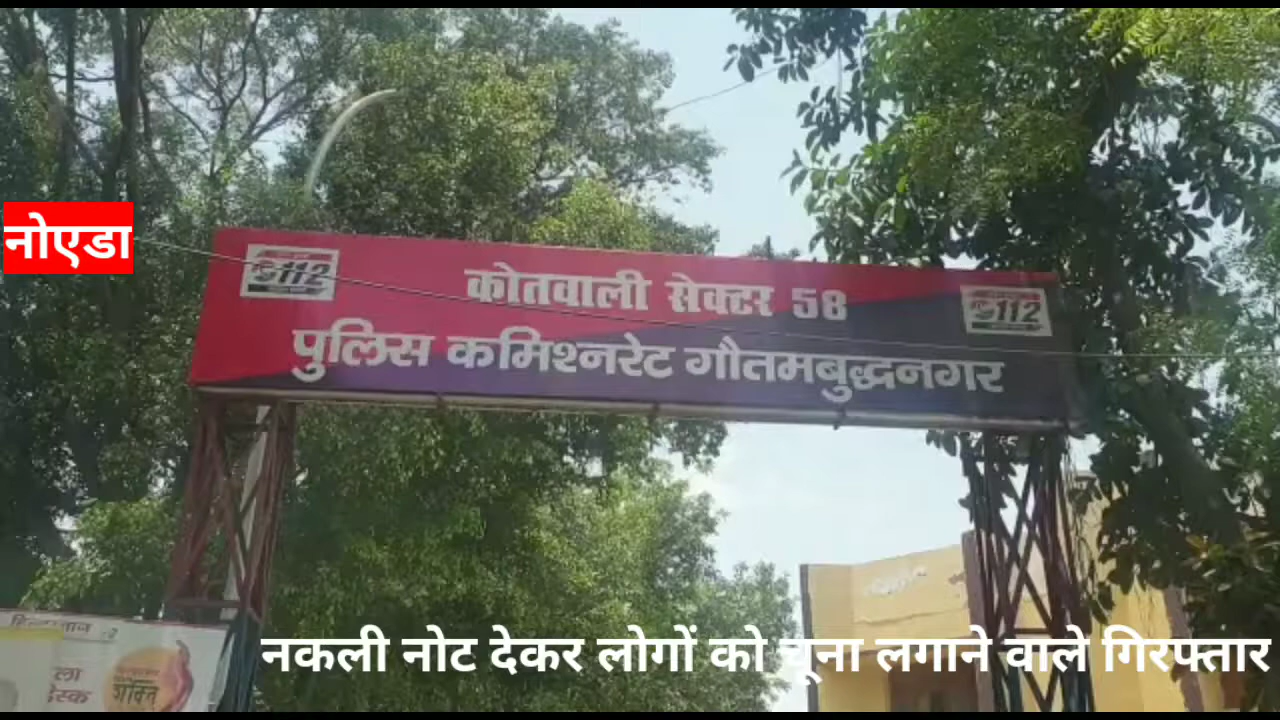 नोएडा
112
कोतवाली सेक्टर 58
112
पुलिस कमिश्नरेट गौतमबुद्धनगर
ला
डेस्क
शक्ति
नकली नोट देकर लोगों को चूना लगाने वाले गिरफ्तार